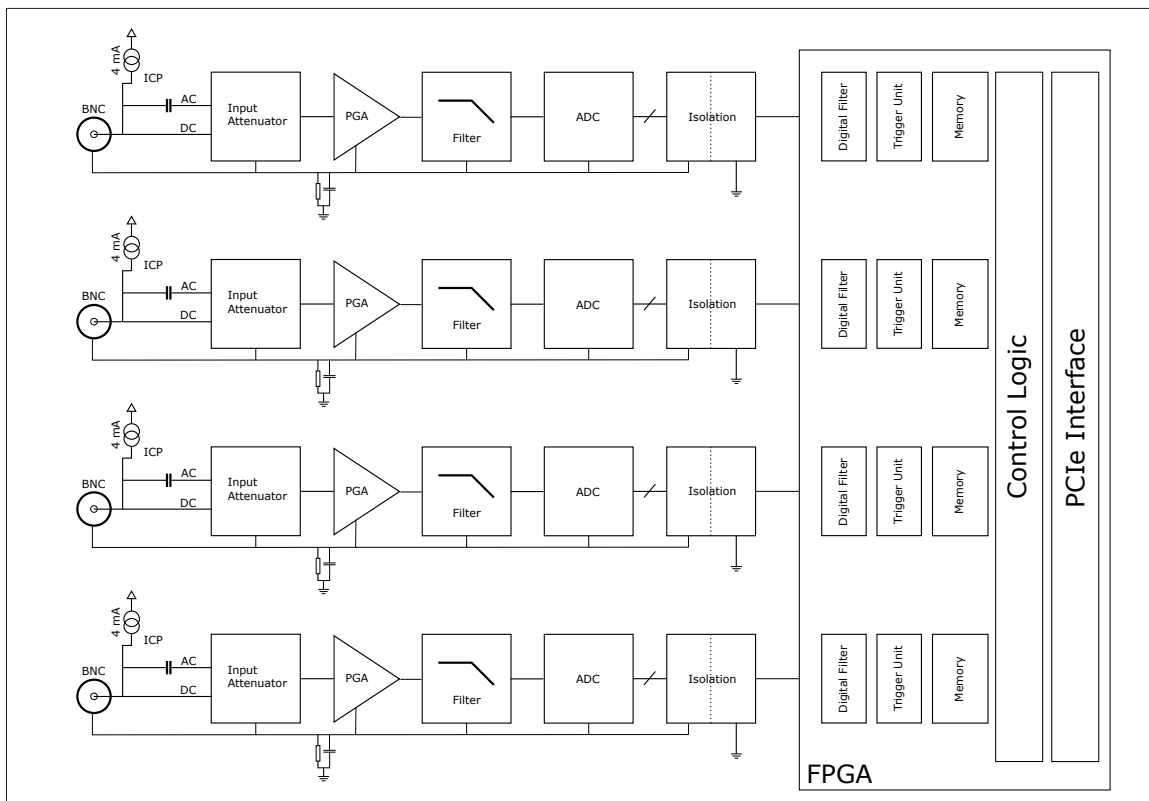 4 mA
ICP
BNC
AC
DC
Input
Attenuator
PGA
Filter
ADC
Isolation
Digital Filter
Trigger Unit
Memory
4 mA
ICP
BNC
AC
DC
Input
Attenuator
PGA
Filter
ADC
Isolation
Digital Filter
Trigger Unit
Memory
4 mA
ICP
BNC
AC
DC
Input
Attenuator
PGA
Filter
ADC
Isolation
Digital Filter
Trigger Unit
Memory
4 mA
ICP
BNC
AC
DC
Input
Attenuator
PGA
Filter
ADC
Isolation
Digital Filter
Trigger Unit
Memory
Control Logic
PCIe Interface
FPGA